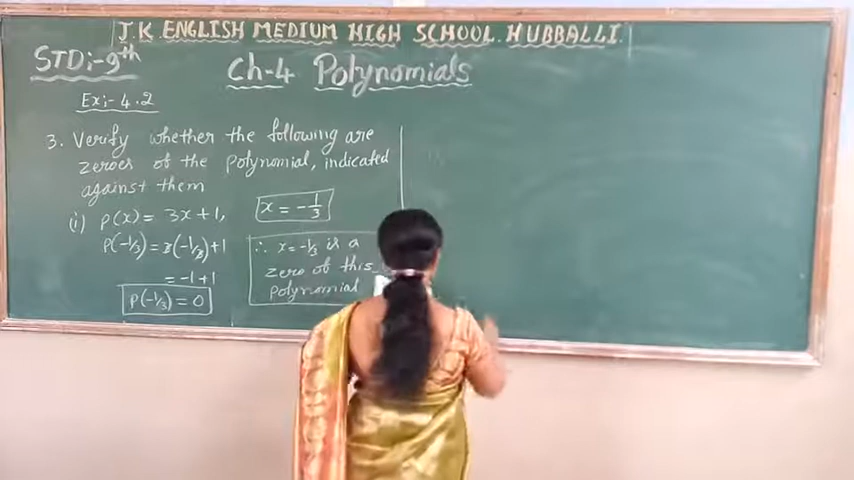 J.K ENGLISH MEDIUM HIGH SCHOOL. HUBBALLI.
STD:-9th
Ch-4 Polynomials
Ex:- 4.2
3. Verify whether the following are
zeroes of the polynomial, indicated
against them
(i) P(x) = 3x+1, x = -1/3
P(-1/3) = 3(-1/3)+1
= -1+1
P(-1/3) = 0
∴ x = -1/3 is a
zero of this
polynomial